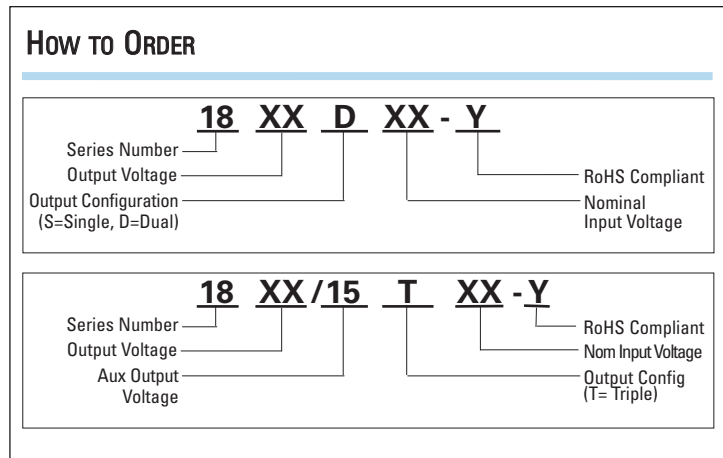 HOW TO ORDER
18 XX D XX - Y
Series Number
Output Voltage
Output Configuration
(S=Single, D=Dual)
RoHS Compliant
Nominal
Input Voltage
18 XX /15 T XX - Y
Series Number
Output Voltage
Aux Output
Voltage
RoHS Compliant
Nom Input Voltage
Output Config
(T= Triple)